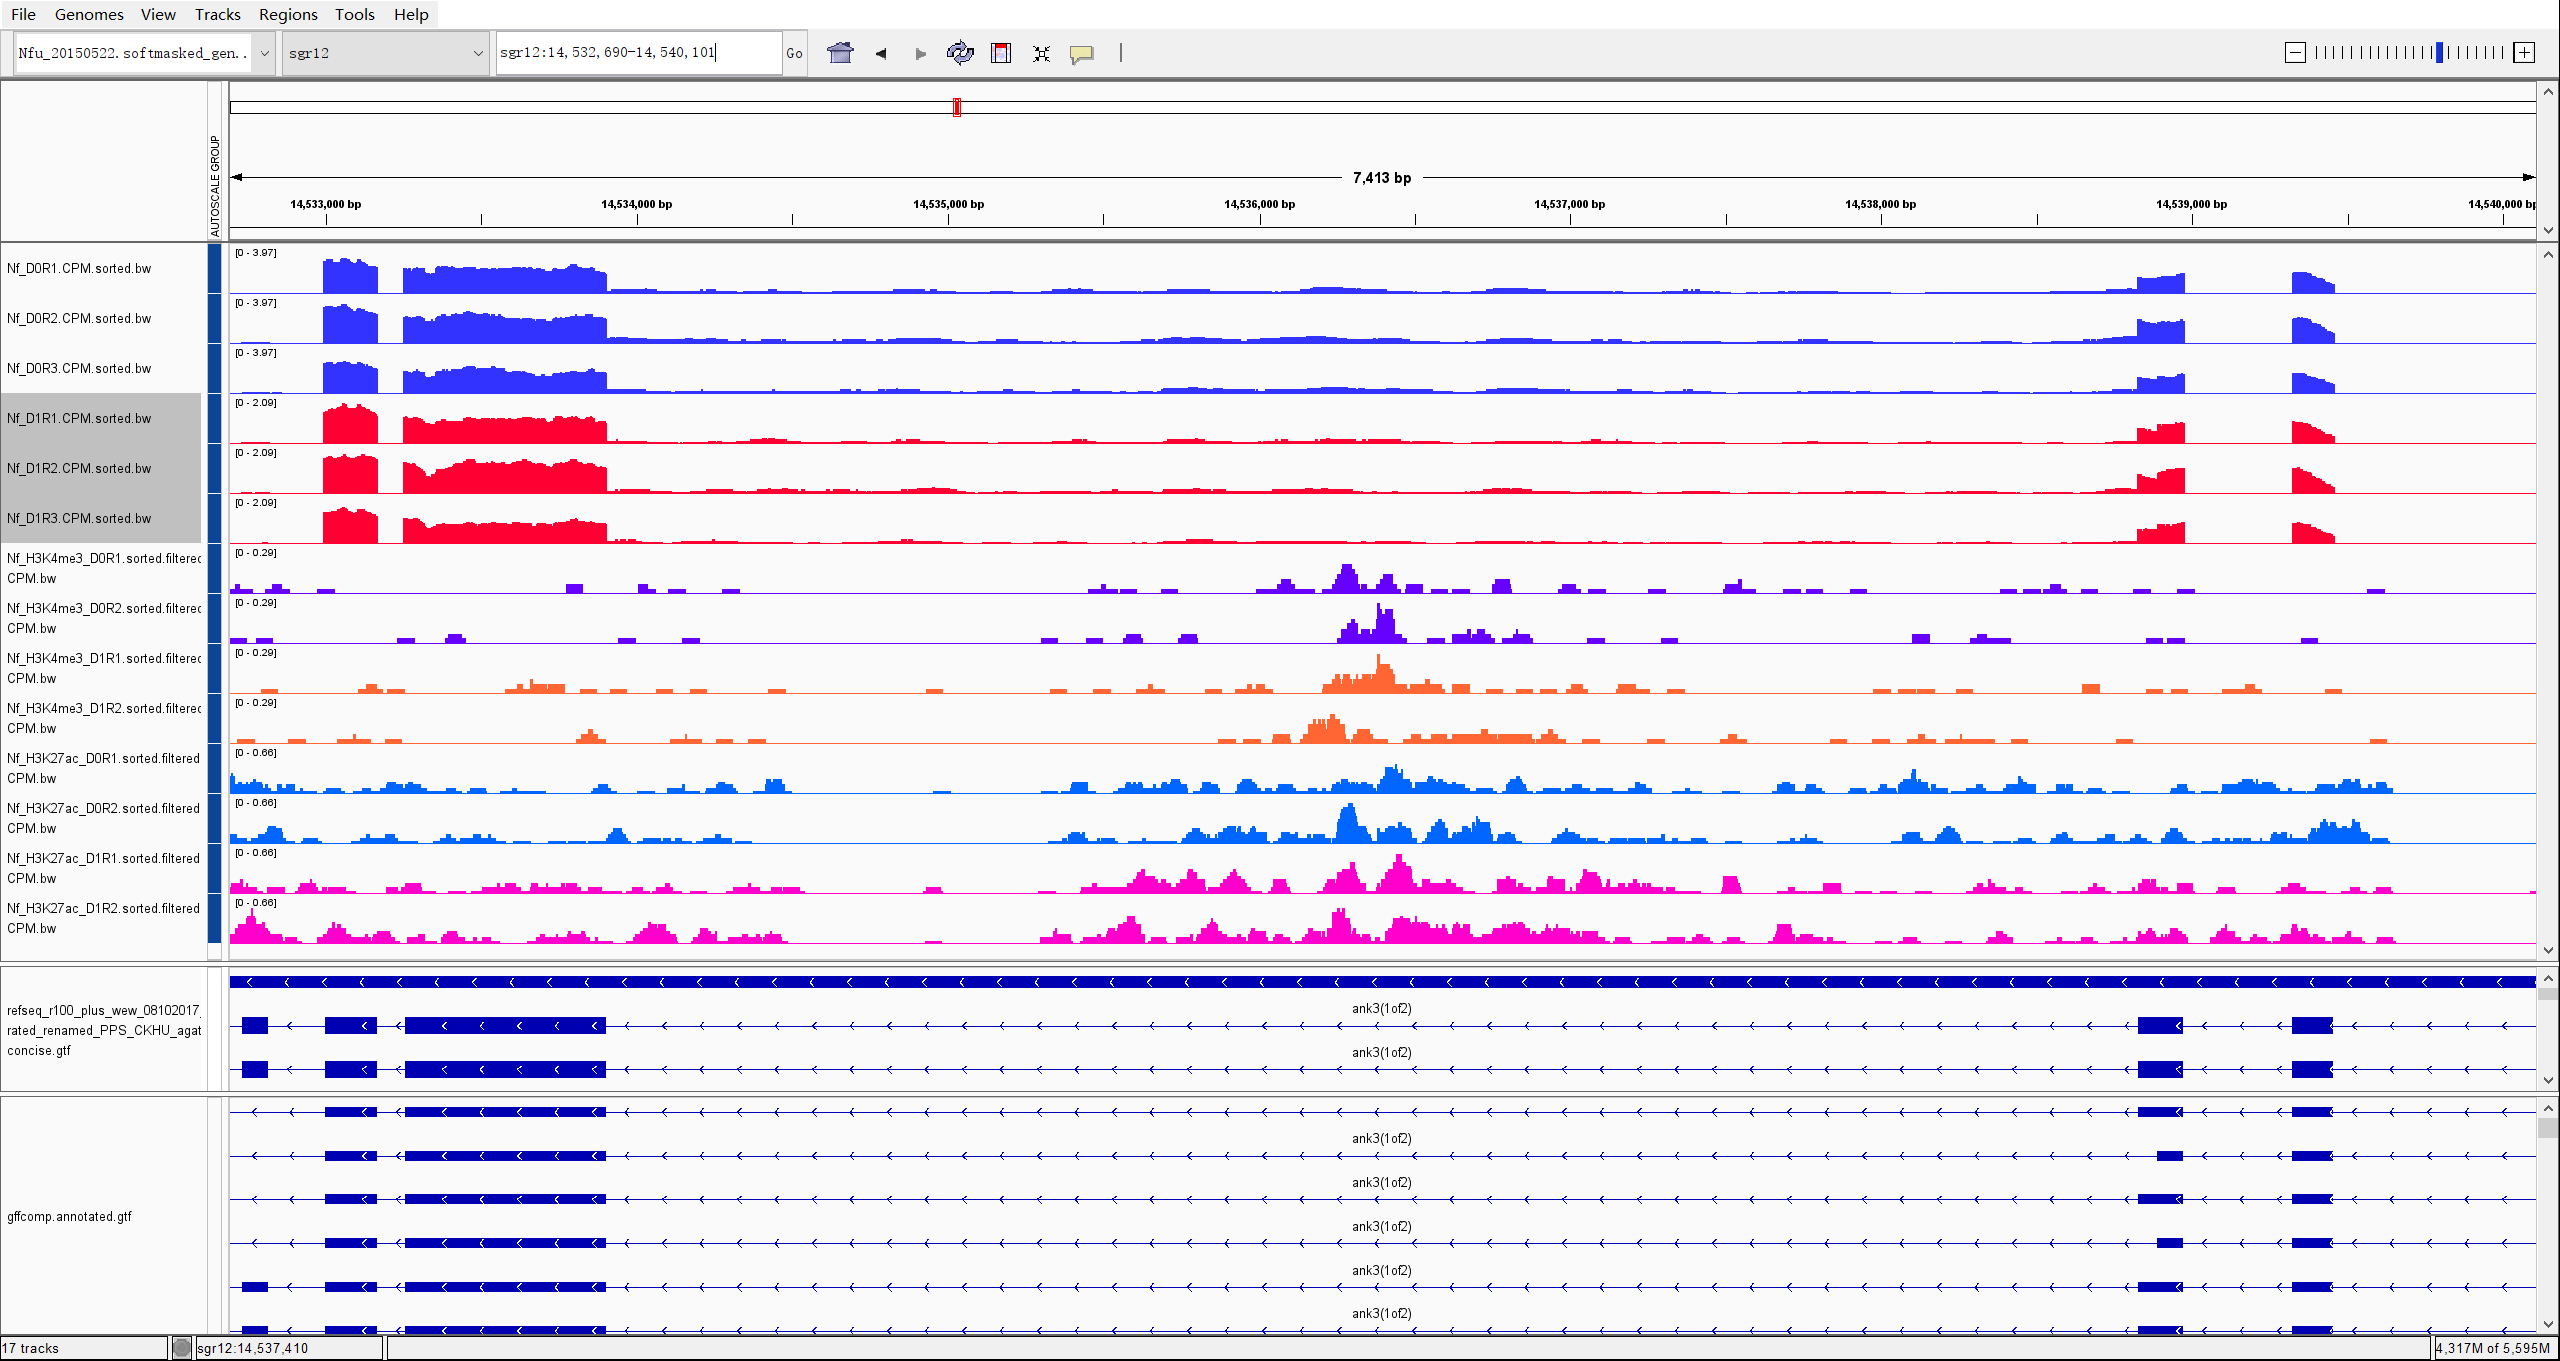 File Genomes View Tracks Regions Tools Help
Nfu_20150522.softmasked_gen.. sgr12 sgr12:14,532,690-14,540,101 Go
AUTOSCALE GROUP
7,413 bp
14,533,000 bp 14,534,000 bp 14,535,000 bp 14,536,000 bp 14,537,000 bp 14,538,000 bp 14,539,000 bp 14,540,000 bp
[0 - 3.97]
Nf_D0R1.CPM.sorted.bw
[0 - 3.97]
Nf_D0R2.CPM.sorted.bw
[0 - 3.97]
Nf_D0R3.CPM.sorted.bw
[0 - 2.09]
Nf_D1R1.CPM.sorted.bw
[0 - 2.09]
Nf_D1R2.CPM.sorted.bw
[0 - 2.09]
Nf_D1R3.CPM.sorted.bw
[0 - 0.29]
Nf_H3K4me3_D0R1.sorted.filtered
CPM.bw
[0 - 0.29]
Nf_H3K4me3_D0R2.sorted.filtered
CPM.bw
[0 - 0.29]
Nf_H3K4me3_D1R1.sorted.filtered
CPM.bw
[0 - 0.29]
Nf_H3K4me3_D1R2.sorted.filtered
CPM.bw
[0 - 0.66]
Nf_H3K27ac_D0R1.sorted.filtered
CPM.bw
[0 - 0.66]
Nf_H3K27ac_D0R2.sorted.filtered
CPM.bw
[0 - 0.66]
Nf_H3K27ac_D1R1.sorted.filtered
CPM.bw
[0 - 0.66]
Nf_H3K27ac_D1R2.sorted.filtered
CPM.bw
refseq_r100_plus_wew_08102017_
rated_renamed_PPS_CKHU_agat
concise.gtf
ank3(1of2)
ank3(1of2)
gffcomp.annotated.gtf
ank3(1of2)
ank3(1of2)
ank3(1of2)
ank3(1of2)
ank3(1of2)
17 tracks sgr12:14,537,410 4,317M of 5,595M